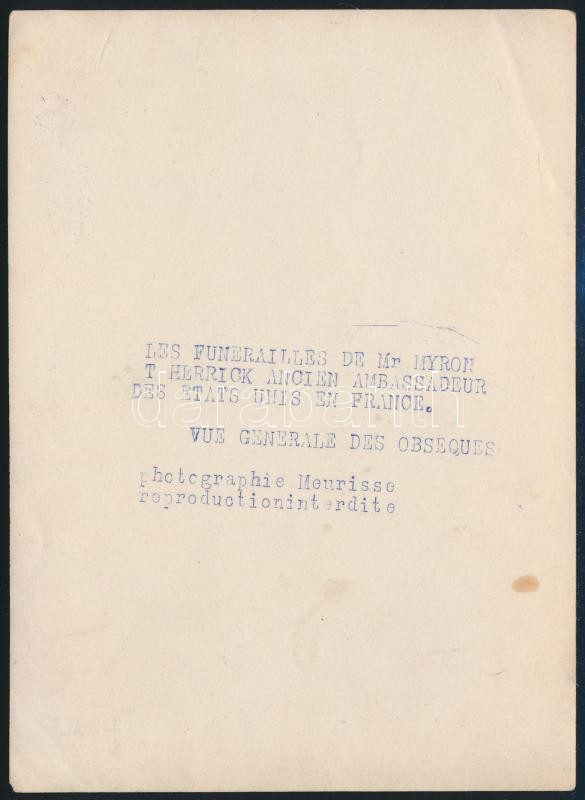 LES FUNERAILLES DE Mr MYRON
T HERRICK ANCIEN AMBASSADEUR
DES ETATS UNIS EN FRANCE.
VUE GENERALE DES OBSEQUES
photographie Meurisse
reproductioninterdite
darabanth